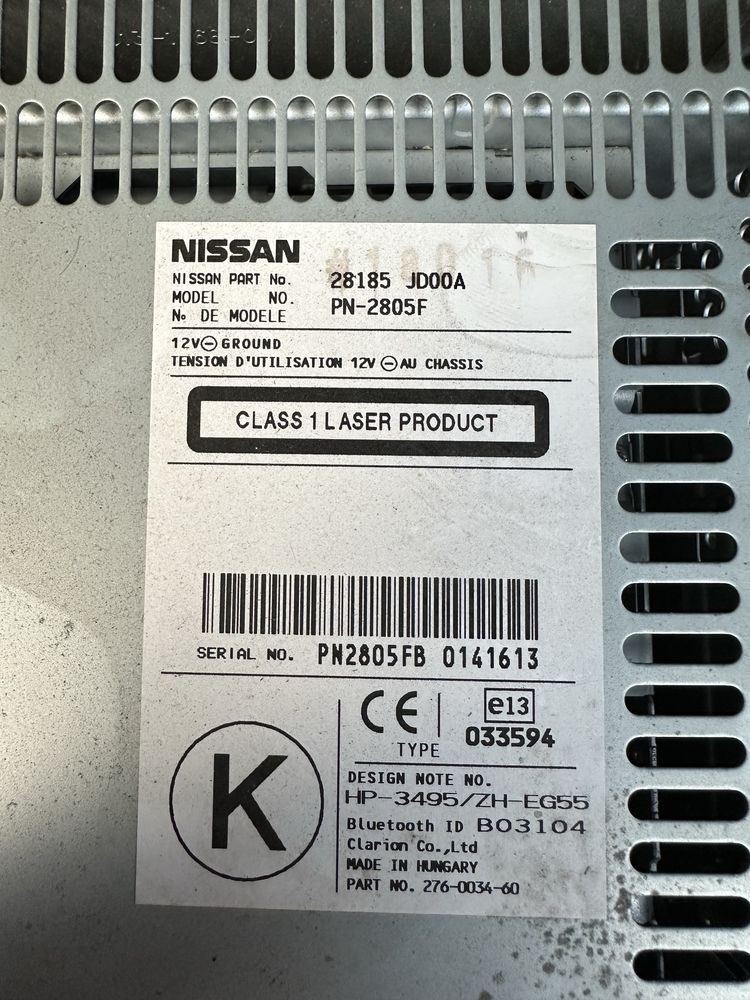 NISSAN
NISSAN PART No. 28185 JD00A
MODEL NO. PN-2805F
No DE MODELE
12V⊖GROUND
TENSION D'UTILISATION 12V ⊖AU CHASSIS
CLASS 1 LASER PRODUCT
SERIAL NO. PN2805FB 0141613
K
CE
TYPE
e13
033594
DESIGN NOTE NO.
HP-3495/ZH-EG55
Bluetooth ID B03104
Clarion Co.,Ltd
MADE IN HUNGARY
PART NO. 276-0034-60